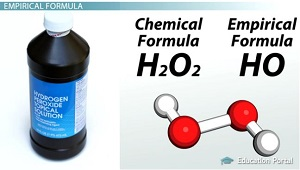 EMPIRICAL FORMULA
HYDROGEN
PEROXIDE
TOPICAL
SOLUTION
Chemical
Formula
H₂O₂
Empirical
Formula
HO
Education Portal